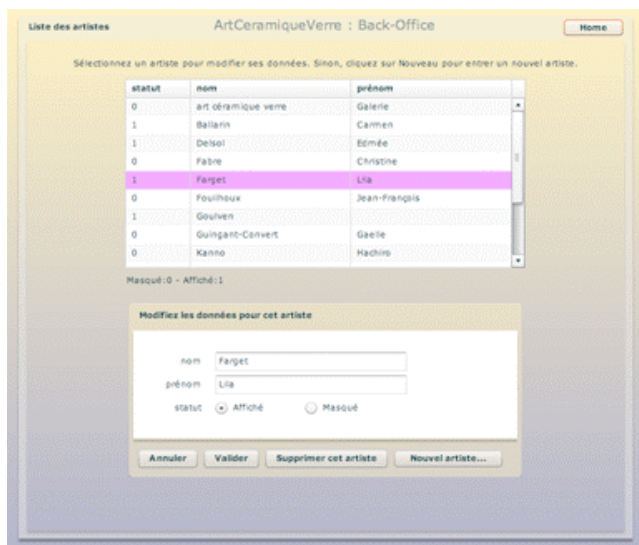 Liste des artistes ArtCeramiqueVerre : Back-Office Home
Sélectionnez un artiste pour modifier ses données. Sinon, cliquez sur Nouveau pour entrer un nouvel artiste.
statut nom prénom
0 art céramique verre Galerie
1 Ballarin Carmen
1 Delsol Edmée
0 Fabre Christine
1 Farget Lila
0 Fouilhoux Jean-François
1 Goulven
0 Guingant-Convert Gaelle
0 Kanno Hachiro
Masqué:0 - Affiché:1
Modifiez les données pour cet artiste
nom Farget
prénom Lila
statut Affiché Masqué
Annuler Valider Supprimer cet artiste Nouvel artiste...